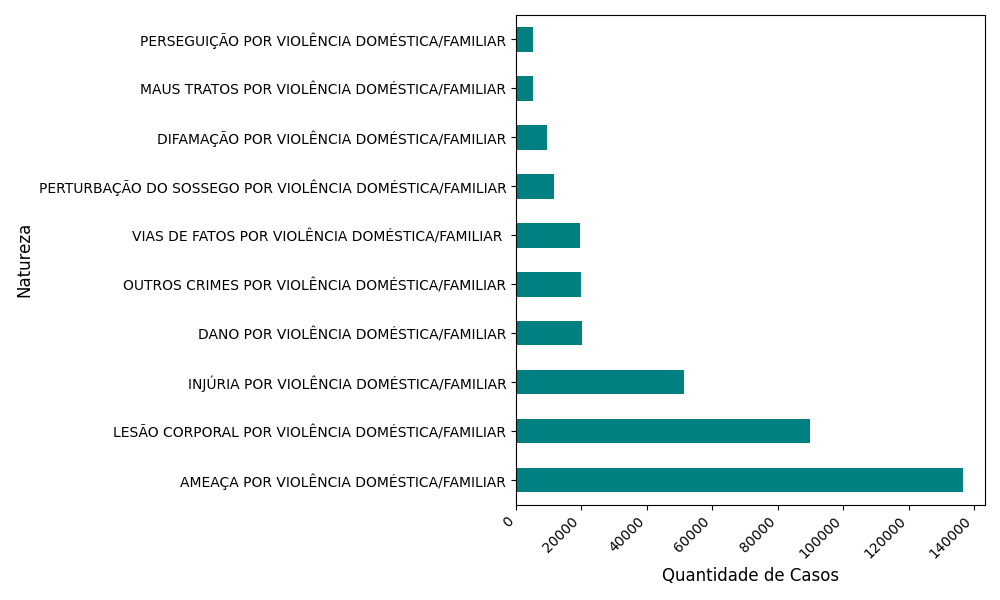 PERSEGUIÇÃO POR VIOLÊNCIA DOMÉSTICA/FAMILIAR
MAUS TRATOS POR VIOLÊNCIA DOMÉSTICA/FAMILIAR
DIFAMAÇÃO POR VIOLÊNCIA DOMÉSTICA/FAMILIAR
PERTURBAÇÃO DO SOSSEGO POR VIOLÊNCIA DOMÉSTICA/FAMILIAR
VIAS DE FATOS POR VIOLÊNCIA DOMÉSTICA/FAMILIAR
OUTROS CRIMES POR VIOLÊNCIA DOMÉSTICA/FAMILIAR
DANO POR VIOLÊNCIA DOMÉSTICA/FAMILIAR
INJÚRIA POR VIOLÊNCIA DOMÉSTICA/FAMILIAR
LESÃO CORPORAL POR VIOLÊNCIA DOMÉSTICA/FAMILIAR
AMEAÇA POR VIOLÊNCIA DOMÉSTICA/FAMILIAR
Natureza
0
20000
40000
60000
80000
100000
120000
140000
Quantidade de Casos